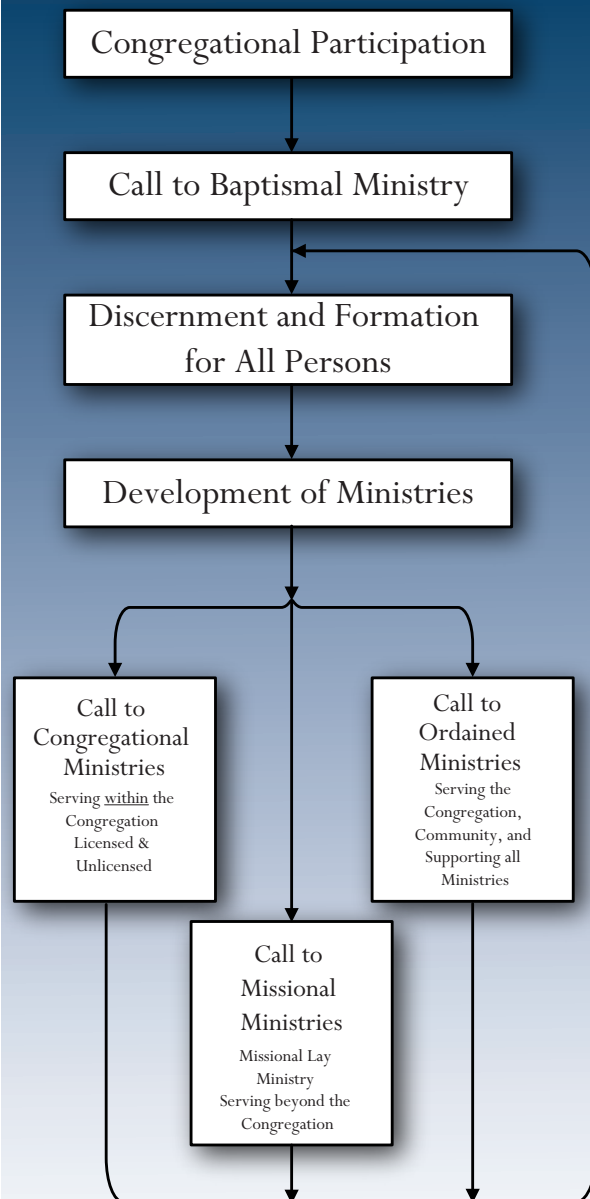 Congregational Participation
Call to Baptismal Ministry
Discernment and Formation
for All Persons
Development of Ministries
Call to
Congregational
Ministries
Serving within the
Congregation
Licensed &
Unlicensed
Call to
Ordained
Ministries
Serving the
Congregation,
Community, and
Supporting all
Ministries
Call to
Missional
Ministries
Missional Lay
Ministry
Serving beyond the
Congregation